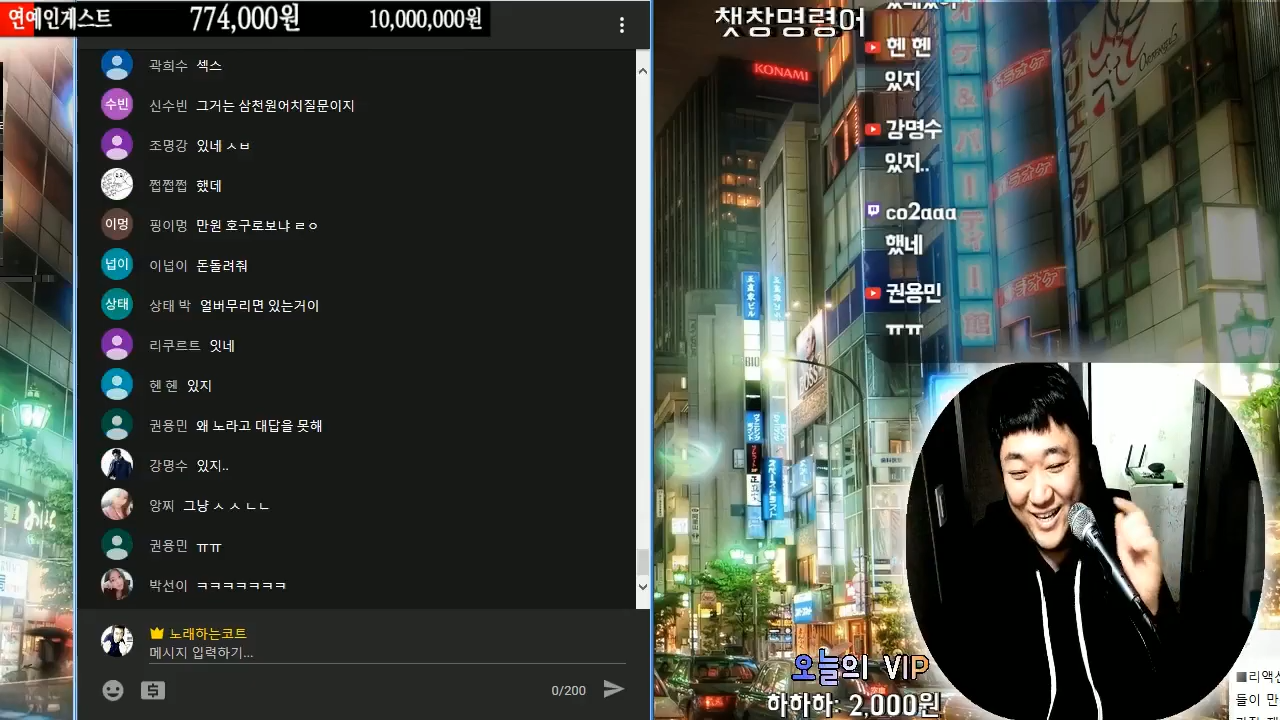 연예인게스트 774,000원 10,000,000원
곽희수 섹스
수빈 신수빈 그거는 삼천원어치질문이지
조명강 있네 ㅅㅂ
쩝쩝쩝 했데
이멍 핑이멍 만월 호구로보냐 ㄹㅇ
넙이 이넙이 돈돌려줘
상태 상태 박 얼버무리면 있는거이
리쿠르트 잇네
헨 헨 있지
권용민 왜 노라고 대답을 못해
강명수 있지..
앙찌 그냥 ㅅ ㅅ ㄴㄴ
권용민 ㅠㅠ
박선이 ㅋㅋㅋㅋㅋㅋㅋ
노래하는코트
메시지 입력하기...
0/200
챗창명령어
헨 헨
있지
강명수
있지..
co2aaa
했네
권용민
ㅠㅠ
KONAMI
오늘의 VIP
하하하: 2,000원
리액션
들이 만